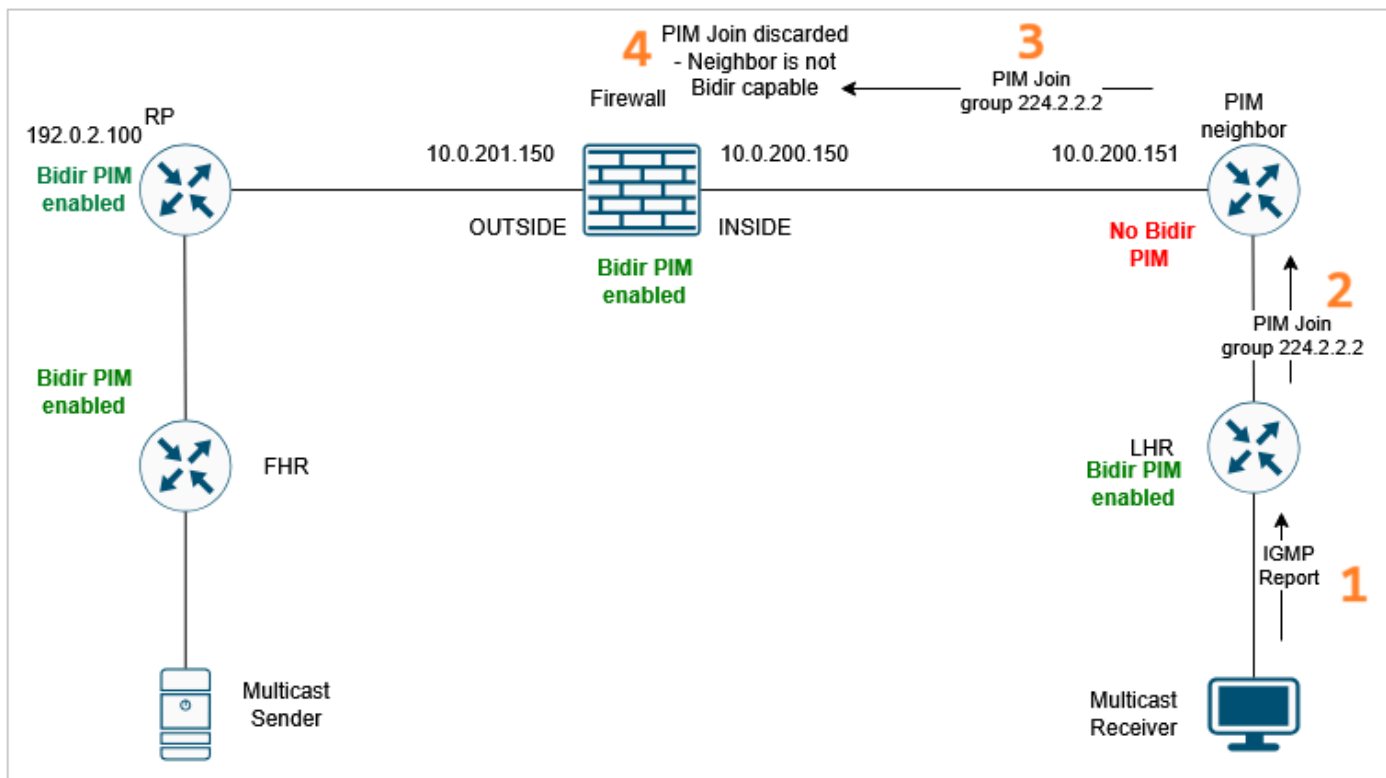 4
PIM Join discarded
- Neighbor is not
Bidir capable
3
PIM Join
group 224.2.2.2
Firewall
PIM
neighbor
RP
192.0.2.100
Bidir PIM
enabled
10.0.201.150
10.0.200.150
10.0.200.151
OUTSIDE
INSIDE
No Bidir
PIM
Bidir PIM
enabled
2
PIM Join
group 224.2.2.2
Bidir PIM
enabled
FHR
LHR
Bidir PIM
enabled
IGMP
Report
1
Multicast
Sender
Multicast
Receiver